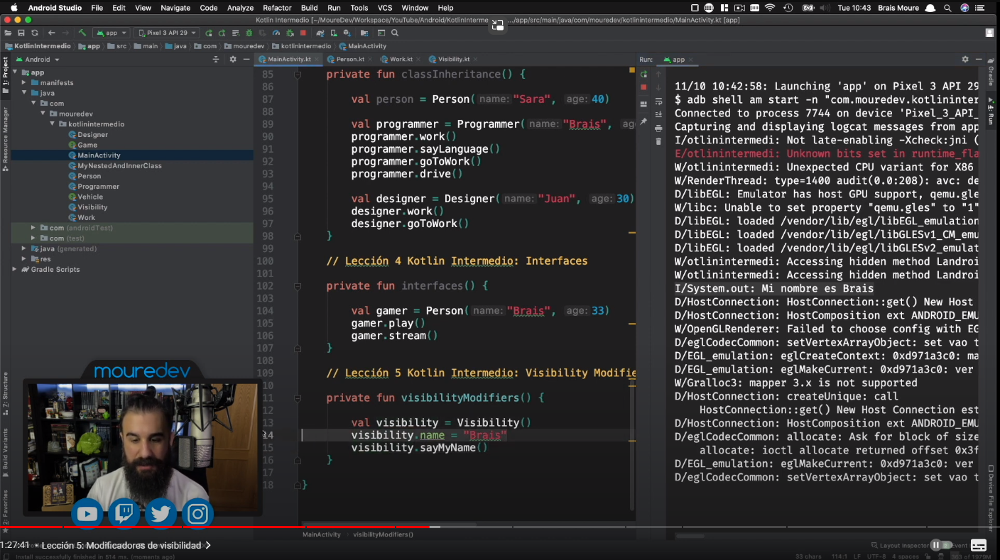 Android Studio File Edit View Navigate Code Analyze Refactor Build Run Tools VCS Window Help Tue 10:43 Brais Moure
Kotlin Intermedio [~/MoureDev/Workspace/YouTube/Android/KotlinInterme .../app/src/main/java/com/mouredev/kotlinintermedio/MainActivity.kt [app]
app Pixel 3 API 29
KotlinIntermedio app src main java com mouredev kotlinintermedio MainActivity
Android
MainActivity.kt Person.kt Work.kt Visibility.kt
Run: app
1: Project
Resource Manager
Z: Structure
Build Variants
2: Favorites
Gradle
4: Run
Device File Explorer
app
manifests
java
com
mouredev
kotlinintermedio
Designer
Game
MainActivity
MyNestedAndInnerClass
Person
Programmer
Vehicle
Visibility
Work
com (androidTest)
com (test)
java (generated)
res
Gradle Scripts
85 private fun classInheritance() {
86
87 val person = Person( name: "Sara", age: 40)
88
89 val programmer = Programmer( name: "Brais", ag
90 programmer.work()
91 programmer.sayLanguage()
92 programmer.goToWork()
93 programmer.drive()
94
95 val designer = Designer( name: "Juan", age: 30)
96 designer.work()
97 designer.goToWork()
98 }
99
100 // Lección 4 Kotlin Intermedio: Interfaces
101
102 private fun interfaces() {
103
104 val gamer = Person( name: "Brais", age: 33)
105 gamer.play()
106 gamer.stream()
107 }
108
109 // Lección 5 Kotlin Intermedio: Visibility Modifie
10
11 private fun visibilityModifiers() {
12
13 val visibility = Visibility()
14 visibility.name = "Brais"
15 visibility.sayMyName()
16 }
17
18 }
MainActivity visibilityModifiers()
11/10 10:42:58: Launching 'app' on Pixel 3 API 29
$ adb shell am start -n "com.mouredev.kotlininter
Connected to process 7744 on device 'Pixel_3_API_
Capturing and displaying logcat messages from app
I/otlinintermedi: Not late-enabling -Xcheck:jni (
E/otlinintermedi: Unknown bits set in runtime_fla
W/otlinintermedi: Unexpected CPU variant for X86
W/RenderThread: type=1400 audit(0.0:208): avc: de
D/libEGL: Emulator has host GPU support, qemu.gles
W/libc: Unable to set property "qemu.gles" to "1"
D/libEGL: loaded /vendor/lib/egl/libEGL_emulation
D/libEGL: loaded /vendor/lib/egl/libGLESv1_CM_emu
D/libEGL: loaded /vendor/lib/egl/libGLESv2_emulat
W/otlinintermedi: Accessing hidden method Landroi
W/otlinintermedi: Accessing hidden method Landroi
I/System.out: Mi nombre es Brais
D/HostConnection: HostConnection::get() New Host
D/HostConnection: HostComposition ext ANDROID_EMU
W/OpenGLRenderer: Failed to choose config with EG
D/eglCodecCommon: setVertexArrayObject: set vao t
D/EGL_emulation: eglCreateContext: 0xd971a3c0: ma
D/EGL_emulation: eglMakeCurrent: 0xd971a3c0: ver
W/Gralloc3: mapper 3.x is not supported
D/HostConnection: createUnique: call
HostConnection::get() New Host Connection est
D/HostConnection: HostComposition ext ANDROID_EMU
D/eglCodecCommon: allocate: Ask for block of size
allocate: ioctl allocate returned offset 0x3f
D/EGL_emulation: eglMakeCurrent: 0xd971a3c0: ver
D/eglCodecCommon: setVertexArrayObject: set vao t
mouredev
1:27:41 • Lección 5: Modificadores de visibilidad
Layout Inspector Event
Install successfully finished in 514 ms. (moments ago)
33 chars 114:1 LF UTF-8 4 spaces